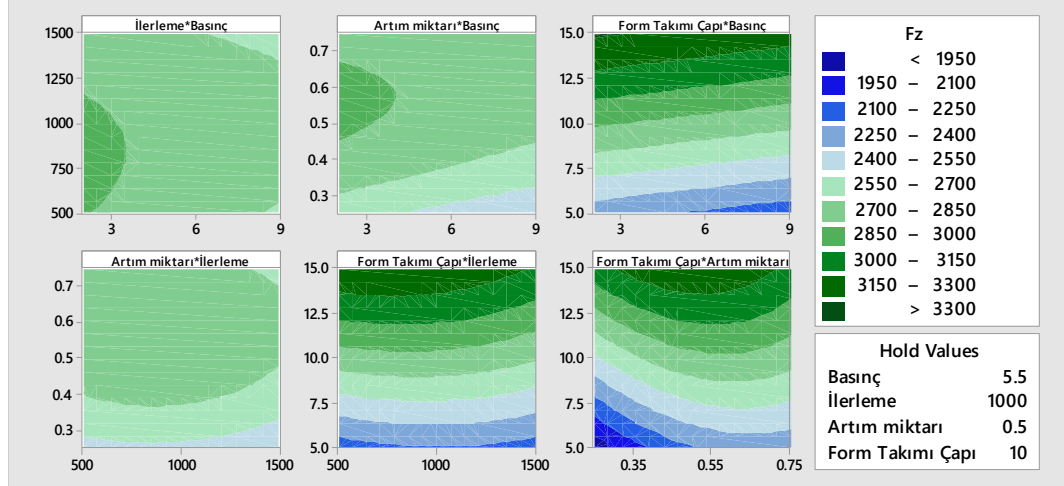 İlerleme*Basınç
1500
1250
1000
750
500
3 6 9
Artım miktarı*Basınç
0.7
0.6
0.5
0.4
0.3
3 6 9
Form Takımı Çapı*Basınç
15.0
12.5
10.0
7.5
5.0
3 6 9
Artım miktarı*İlerleme
0.7
0.6
0.5
0.4
0.3
500 1000 1500
Form Takımı Çapı*İlerleme
15.0
12.5
10.0
7.5
5.0
500 1000 1500
Form Takımı Çapı*Artım miktarı
15.0
12.5
10.0
7.5
5.0
0.35 0.55 0.75
Fz
< 1950
1950 – 2100
2100 – 2250
2250 – 2400
2400 – 2550
2550 – 2700
2700 – 2850
2850 – 3000
3000 – 3150
3150 – 3300
> 3300
Hold Values
Basınç 5.5
İlerleme 1000
Artım miktarı 0.5
Form Takımı Çapı 10